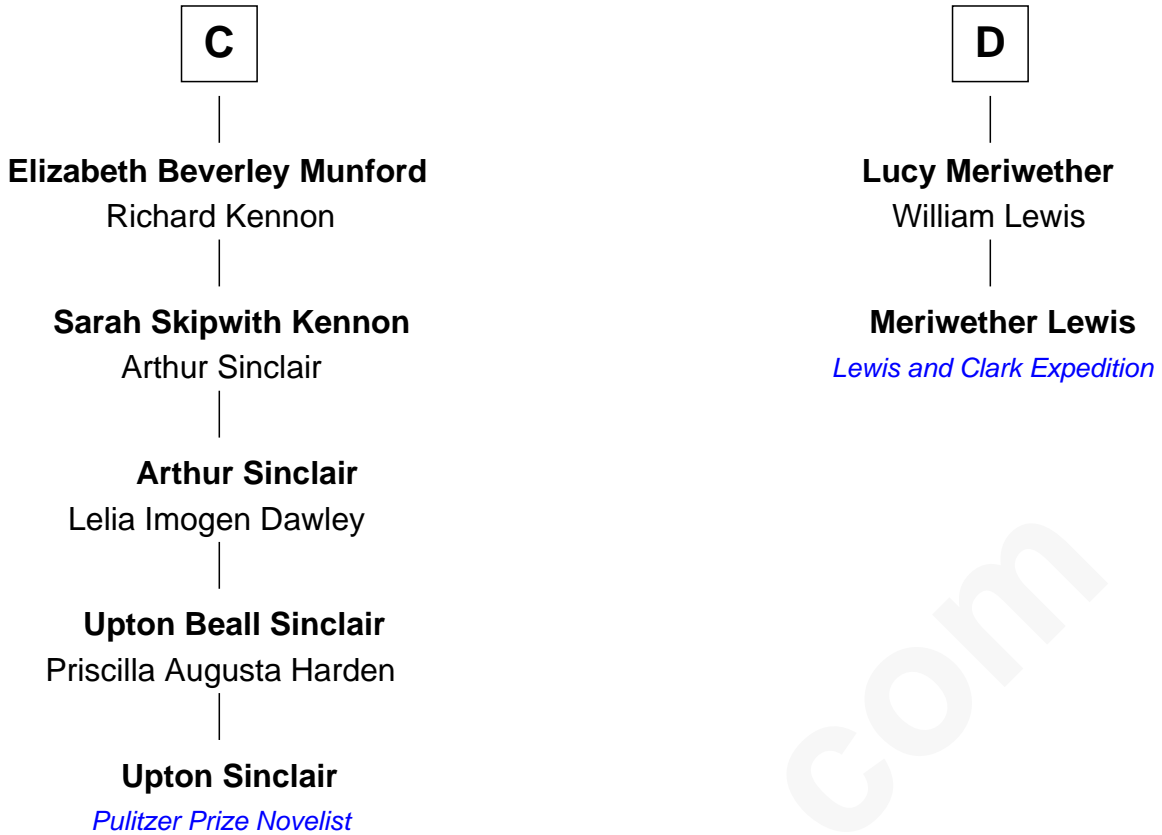 C
Elizabeth Beverley Munford
Richard Kennon
Sarah Skipwith Kennon
Arthur Sinclair
Arthur Sinclair
Lelia Imogen Dawley
Upton Beall Sinclair
Priscilla Augusta Harden
Upton Sinclair
Pulitzer Prize Novelist
D
Lucy Meriwether
William Lewis
Meriwether Lewis
Lewis and Clark Expedition
com